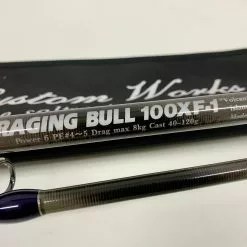 Custom Works
RAGING BULL 100XF-1
Power 6 PE#4~5 Drag max 8kg Cast 40~120g